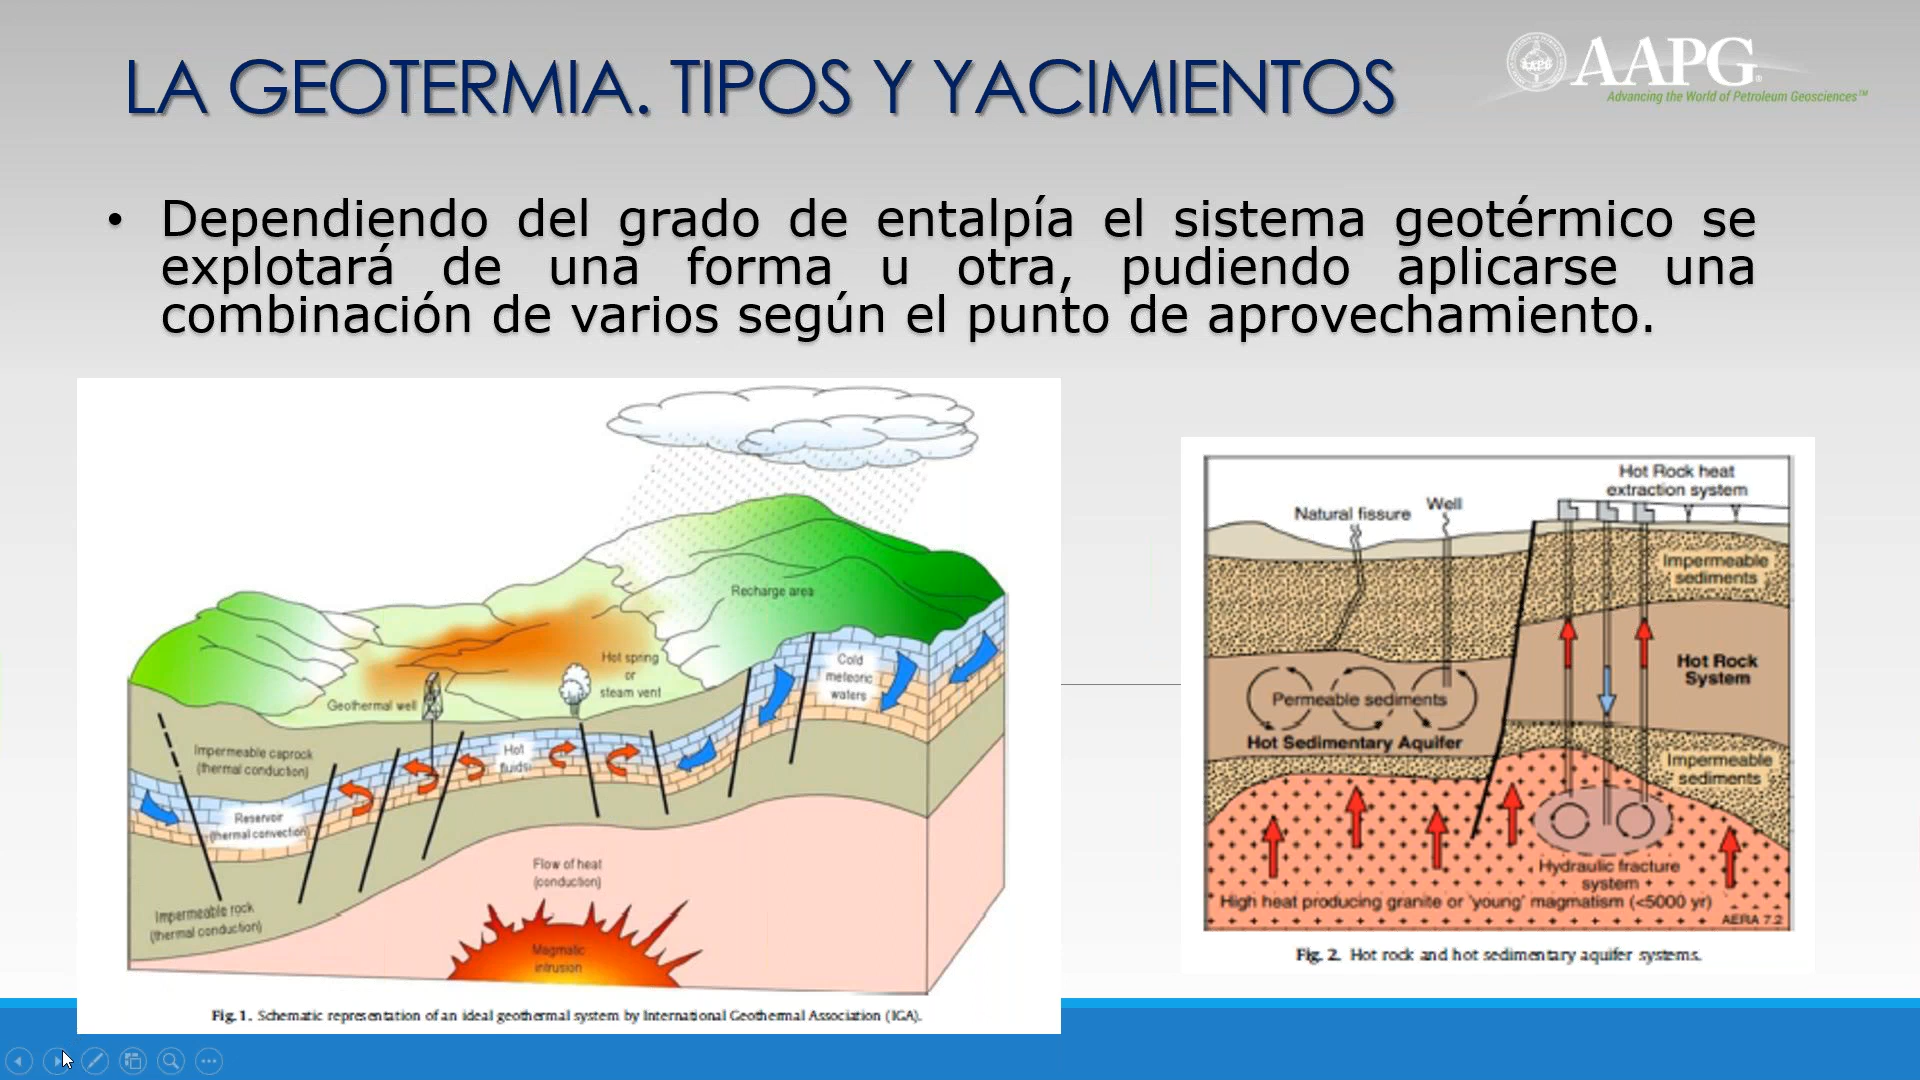 LA GEOTERMIA. TIPOS Y YACIMIENTOS
AAPG
Advancing the World of Petroleum Geosciences™
• Dependiendo del grado de entalpía el sistema geotérmico se
explotará de una forma u otra, pudiendo aplicarse una
combinación de varios según el punto de aprovechamiento.
Recharge area
Cold
meteoric
waters
Hot spring
or
steam vent
Geothermal well
Impermeable caprock
(thermal conduction)
Hot
fluids
Reservoir
(thermal convection)
Flow of heat
(conduction)
Impermeable rock
(thermal conduction)
Magmatic
intrusion
Fig. 1. Schematic representation of an ideal geothermal system by International Geothermal Association (IGA).
Hot Rock heat
extraction system
Natural fissure
Well
Impermeable
sediments
Hot Rock
System
Permeable sediments
Hot Sedimentary Aquifer
Impermeable
sediments
Hydraulic fracture
system
High heat producing granite or 'young' magmatism (<5000 yr)
AERA 7.2
Fig. 2. Hot rock and hot sedimentary aquifer systems.